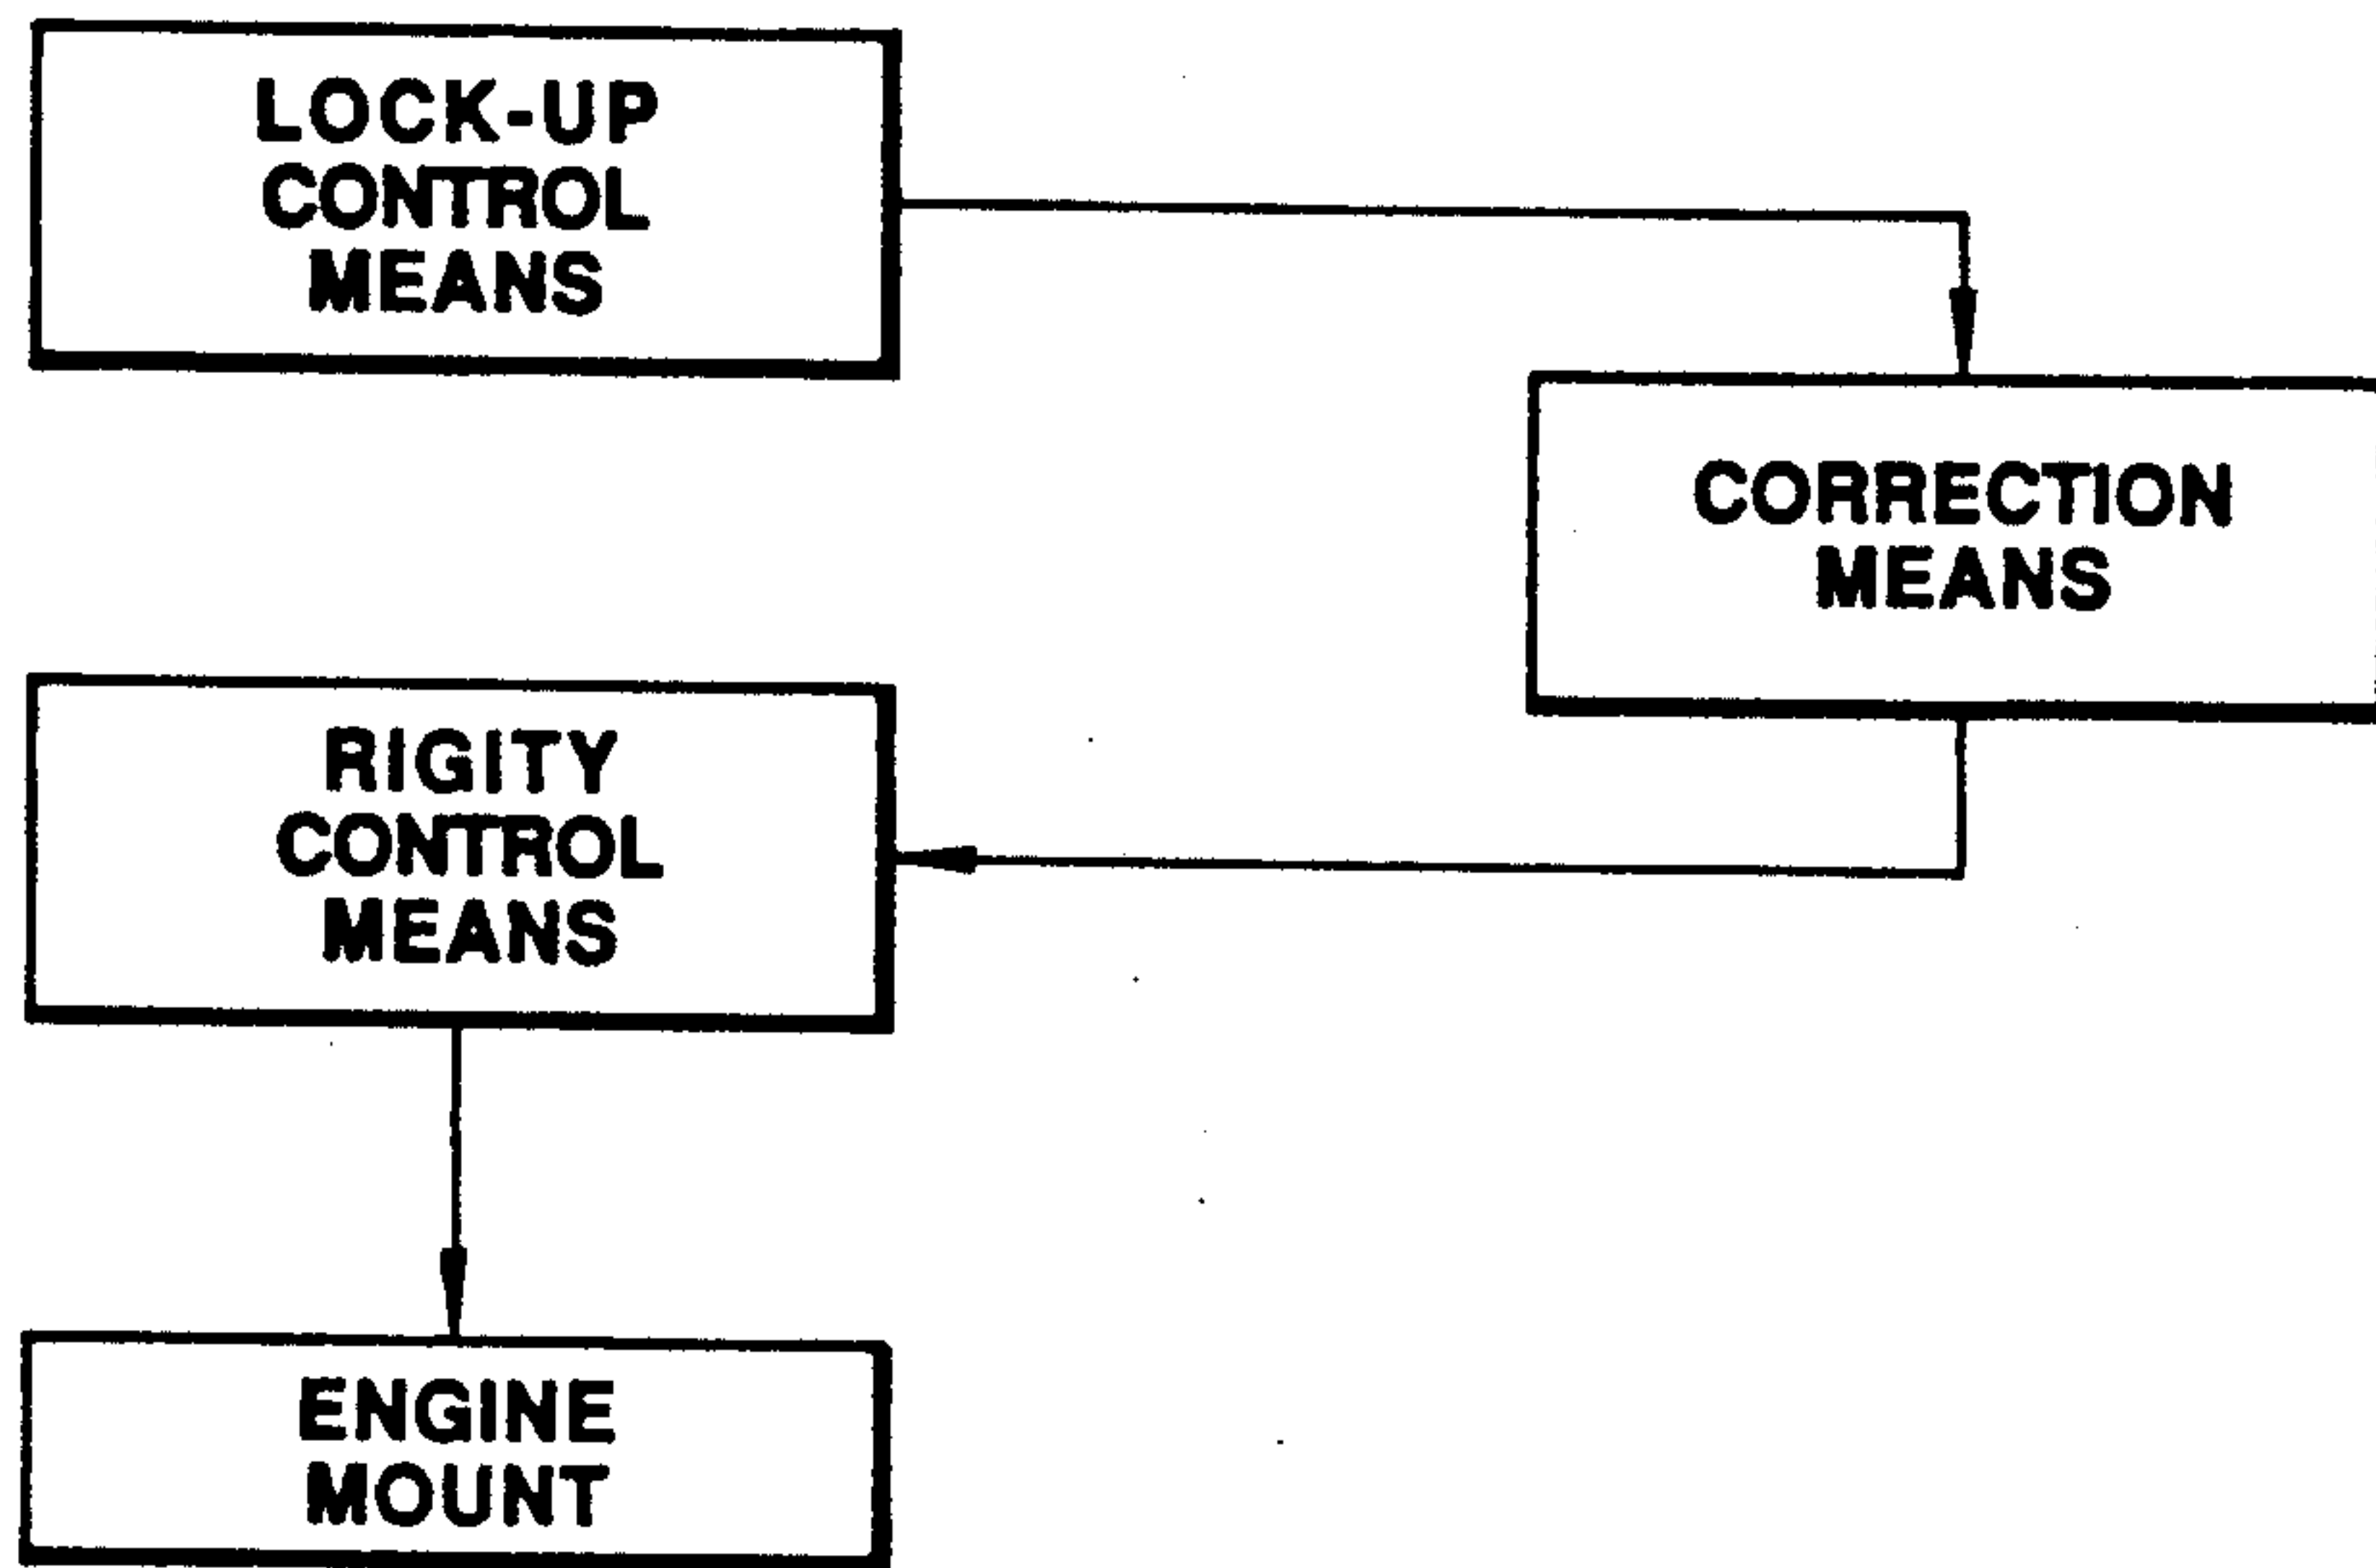 LOCK-UP
CONTROL
MEANS
CORRECTION
MEANS
RIGITY
CONTROL
MEANS
ENGINE
MOUNT